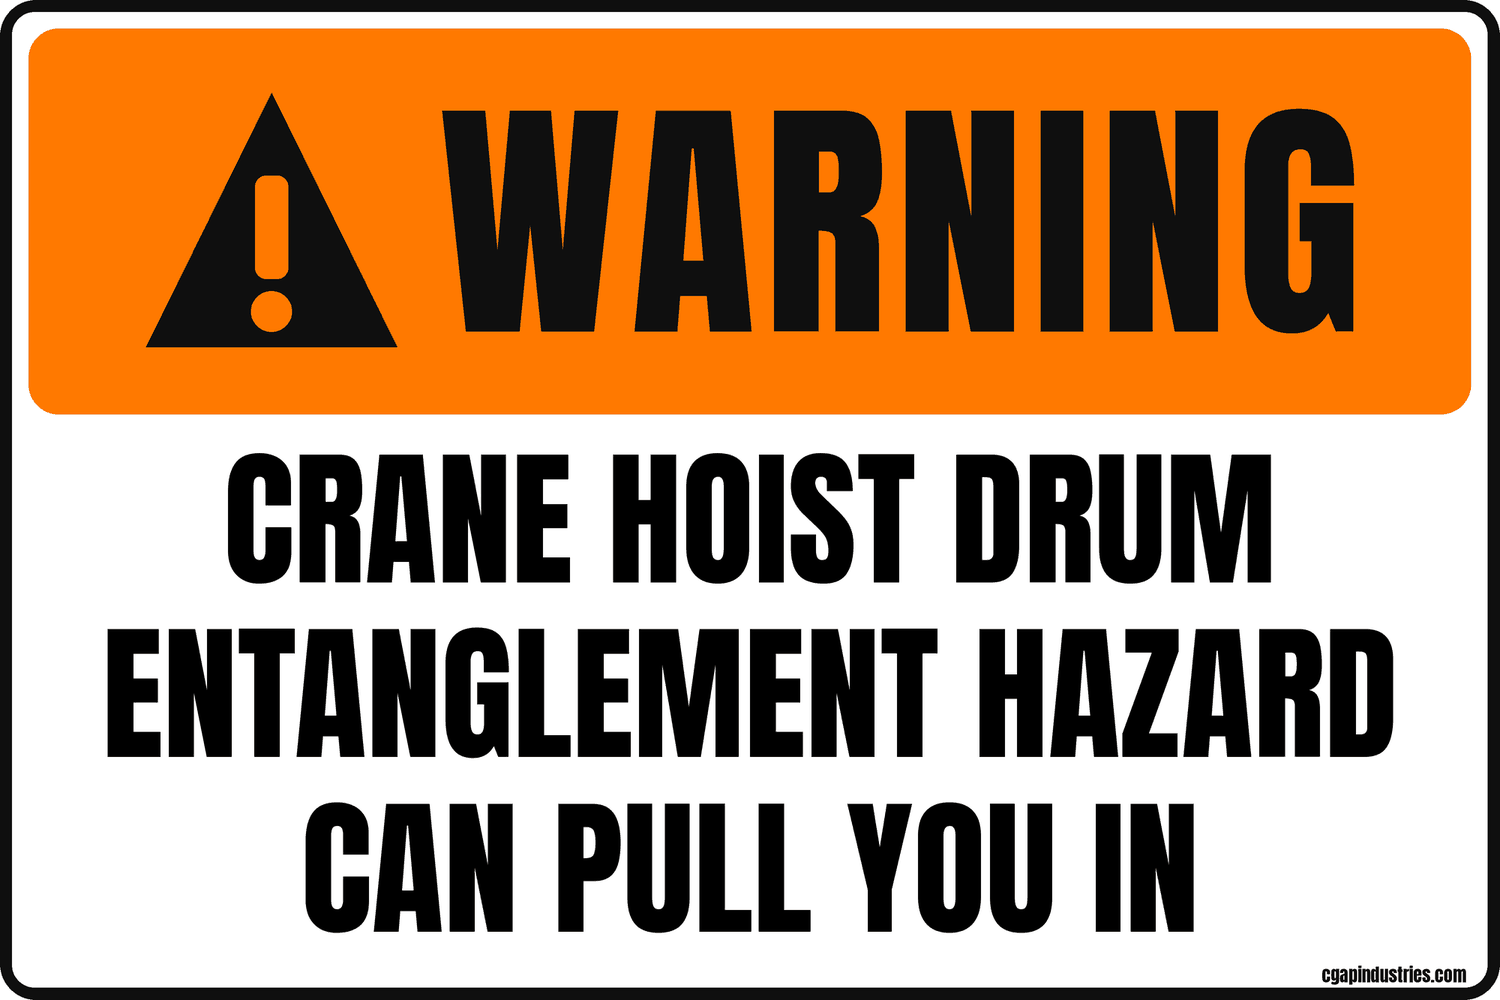 WARNING
CRANE HOIST DRUM
ENTANGLEMENT HAZARD
CAN PULL YOU IN
cgapindustries.com